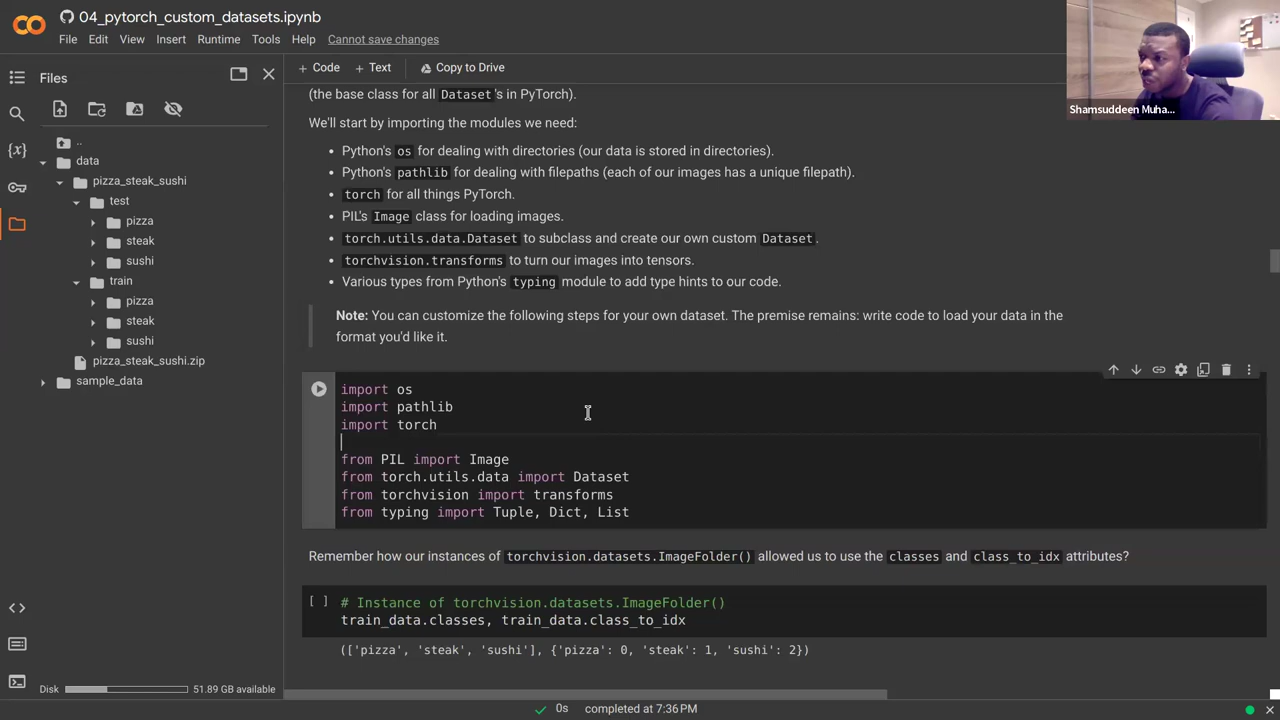 04_pytorch_custom_datasets.ipynb
File Edit View Insert Runtime Tools Help Cannot save changes
Files
+ Code + Text Copy to Drive
Shamsuddeen Muha...
..
data
pizza_steak_sushi
test
pizza
steak
sushi
train
pizza
steak
sushi
pizza_steak_sushi.zip
sample_data
Disk 51.89 GB available
(the base class for all Dataset's in PyTorch).
We'll start by importing the modules we need:
• Python's os for dealing with directories (our data is stored in directories).
• Python's pathlib for dealing with filepaths (each of our images has a unique filepath).
• torch for all things PyTorch.
• PIL's Image class for loading images.
• torch.utils.data.Dataset to subclass and create our own custom Dataset.
• torchvision.transforms to turn our images into tensors.
• Various types from Python's typing module to add type hints to our code.
Note: You can customize the following steps for your own dataset. The premise remains: write code to load your data in the
format you'd like it.
import os
import pathlib
import torch
from PIL import Image
from torch.utils.data import Dataset
from torchvision import transforms
from typing import Tuple, Dict, List
Remember how our instances of torchvision.datasets.ImageFolder() allowed us to use the classes and class_to_idx attributes?
[ ] # Instance of torchvision.datasets.ImageFolder()
train_data.classes, train_data.class_to_idx
(['pizza', 'steak', 'sushi'], {'pizza': 0, 'steak': 1, 'sushi': 2})
0s completed at 7:36 PM